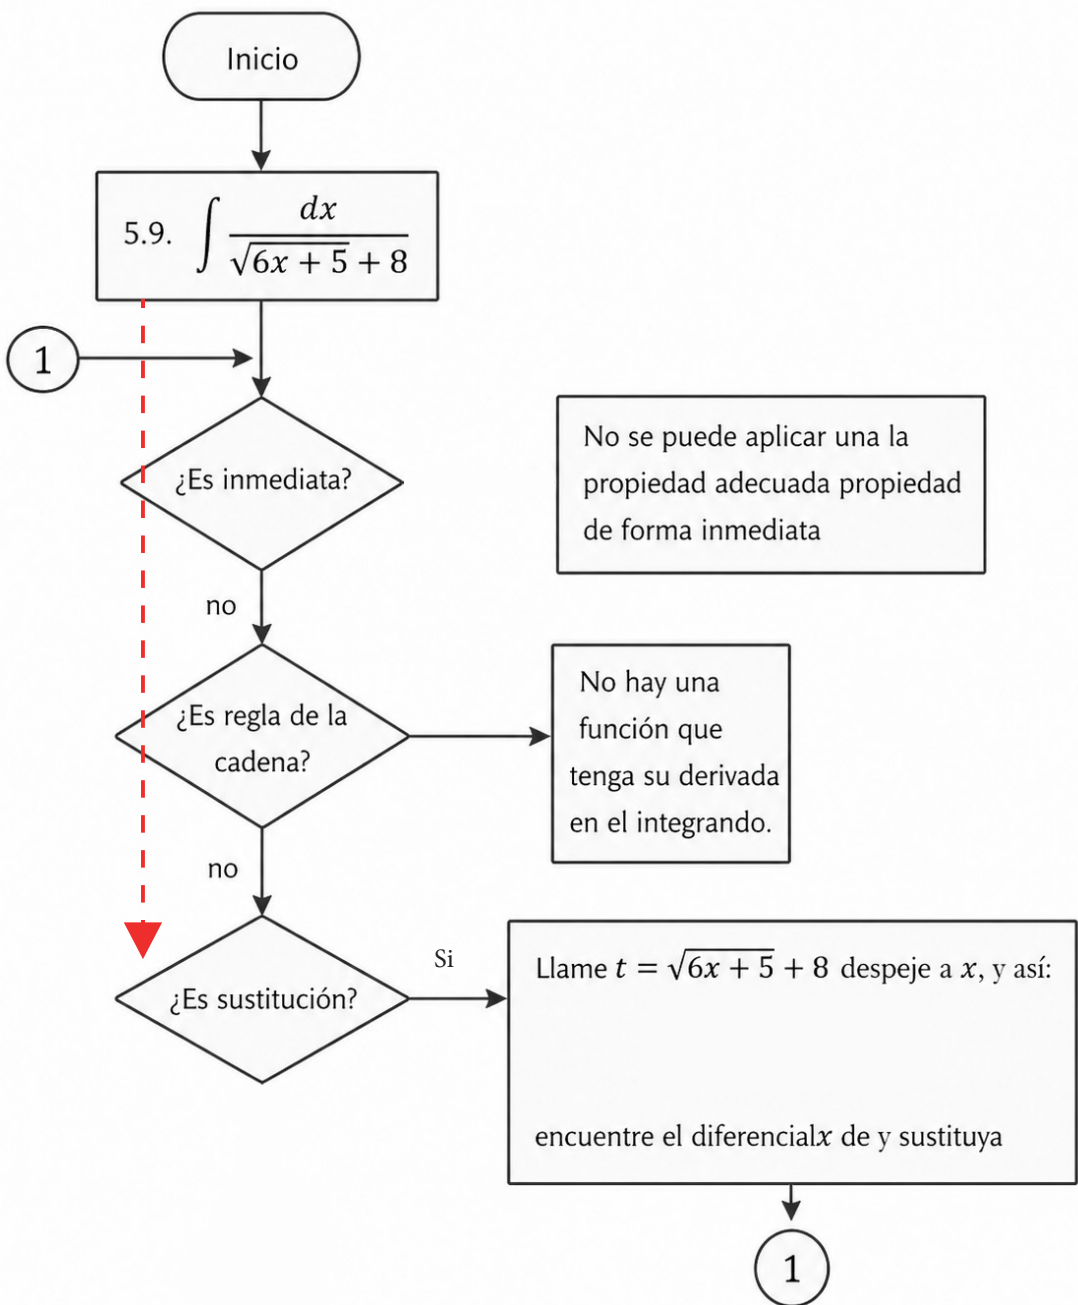 Inicio
5.9. ∫ dx / (√(6x + 5) + 8)
1
¿Es inmediata?
No se puede aplicar una la
propiedad adecuada propiedad
de forma inmediata
no
¿Es regla de la
cadena?
No hay una
función que
tenga su derivada
en el integrando.
no
¿Es sustitución?
Si
Llame t = √(6x + 5) + 8 despeje a x, y así:
encuentre el diferencialx de y sustituya
1